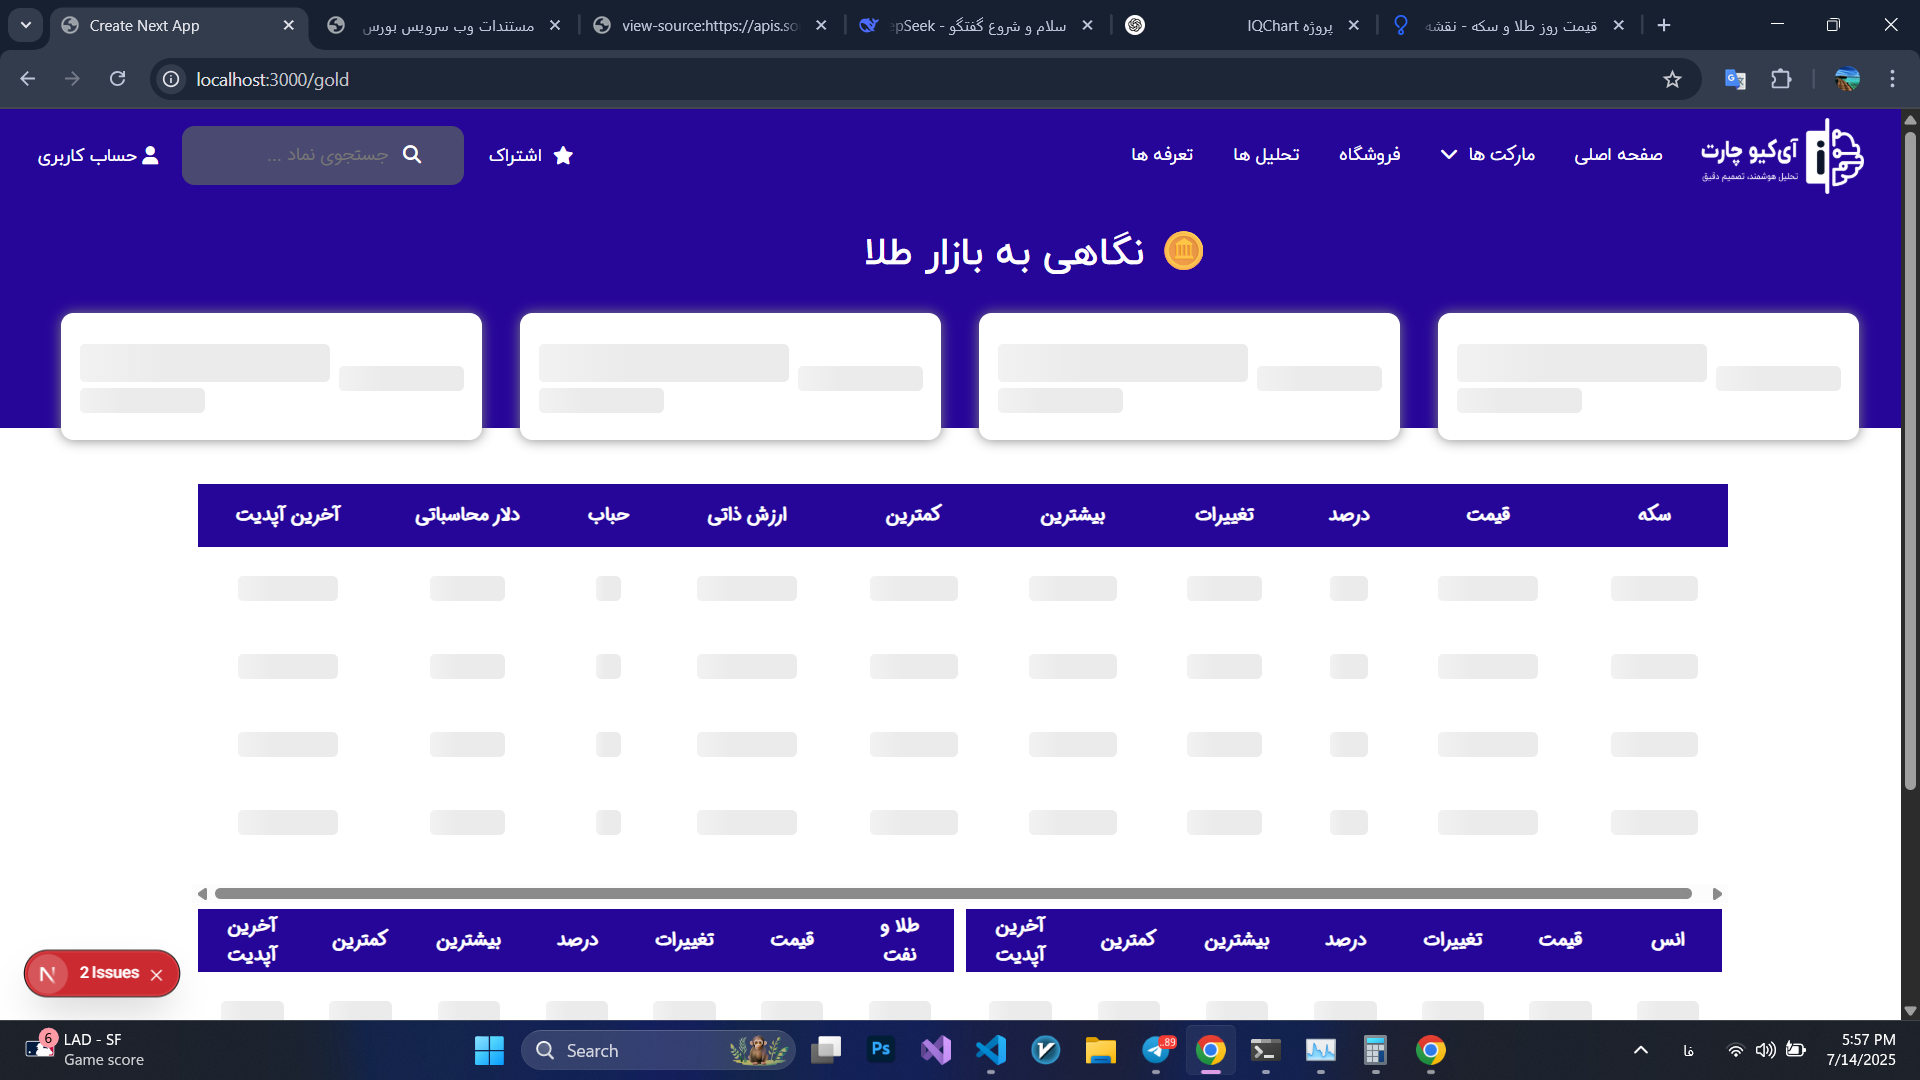 Create Next App
مستندات وب سرویس بورس
view-source:https://apis.so
سلام و شروع گفتگو - epSeek
پروژه IQChart
قیمت روز طلا و سکه - نقشه
localhost:3000/gold
آی‌کیو چارت
تحلیل هوشمند، تصمیم دقیق
صفحه اصلی
مارکت ها
فروشگاه
تحلیل ها
تعرفه ها
اشتراک
جستجوی نماد ...
حساب کاربری
نگاهی به بازار طلا
سکه قیمت درصد تغییرات بیشترین کمترین ارزش ذاتی حباب دلار محاسباتی آخرین آپدیت
انس قیمت تغییرات درصد بیشترین کمترین آخرین آپدیت
طلا و نفت قیمت تغییرات درصد بیشترین کمترین آخرین آپدیت
N 2 Issues
6
LAD - SF
Game score
Search
Ps
.89
فا
5:57 PM
7/14/2025